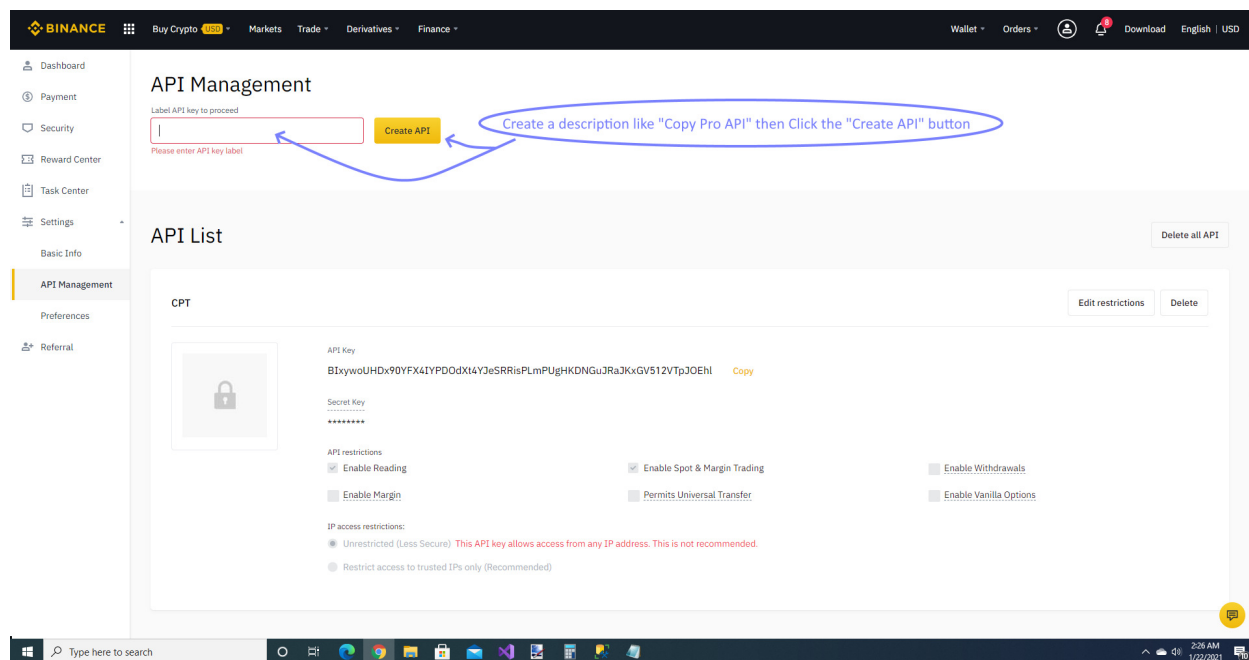 BINANCE Buy Crypto USD Markets Trade Derivatives Finance Wallet Orders 8 Download English | USD
Dashboard
Payment
Security
Reward Center
Task Center
Settings
Basic Info
API Management
Preferences
Referral
API Management
Label API key to proceed
Create API
Please enter API key label
Create a description like "Copy Pro API" then Click the "Create API" button
API List
Delete all API
CPT
Edit restrictions Delete
API Key
BIxywoUHDx90YFX4IYPDOdXt4YJeSRRisPLmPUgHKDNGuJRaJKxGV512VTpJOEhl Copy
Secret Key
********
API restrictions
Enable Reading Enable Spot & Margin Trading Enable Withdrawals
Enable Margin Permits Universal Transfer Enable Vanilla Options
IP access restrictions:
Unrestricted (Less Secure) This API key allows access from any IP address. This is not recommended.
Restrict access to trusted IPs only (Recommended)
Type here to search
2:26 AM
1/22/2021
10